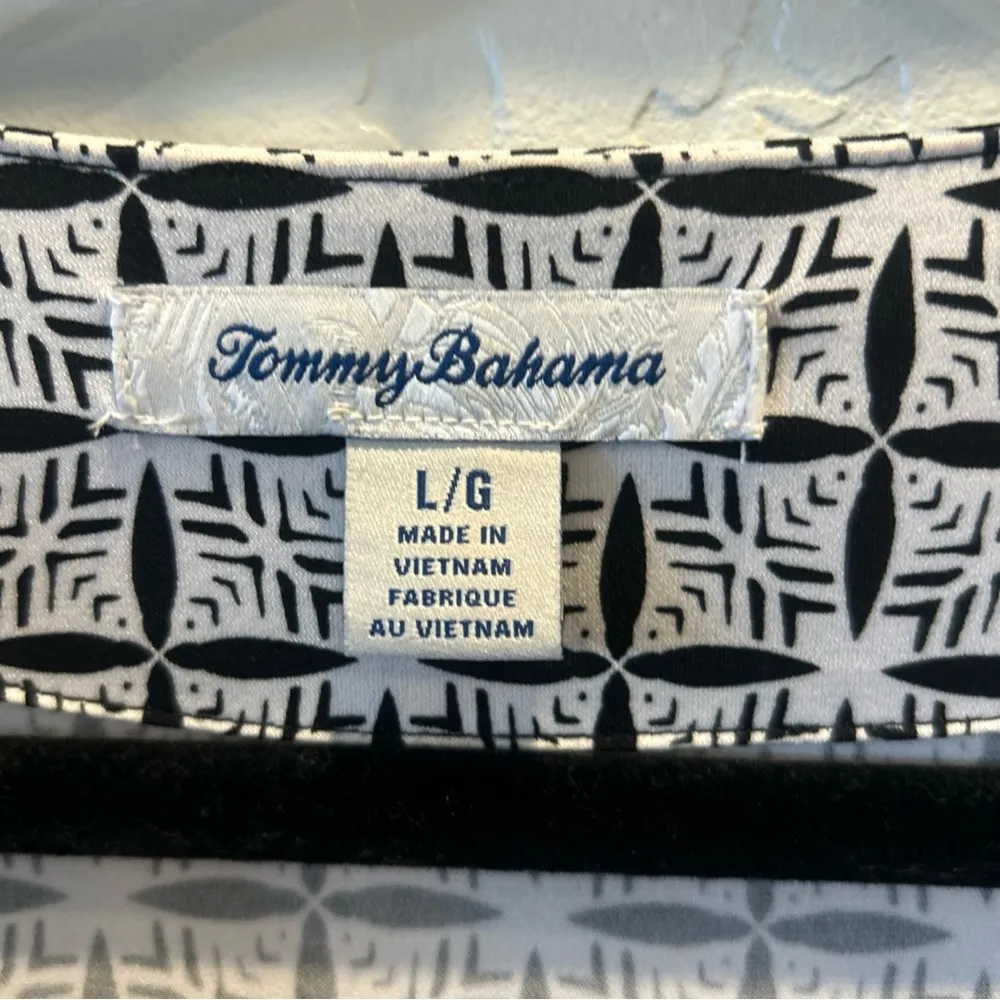 Tommy Bahama
L/G
MADE IN
VIETNAM
FABRIQUE
AU VIETNAM